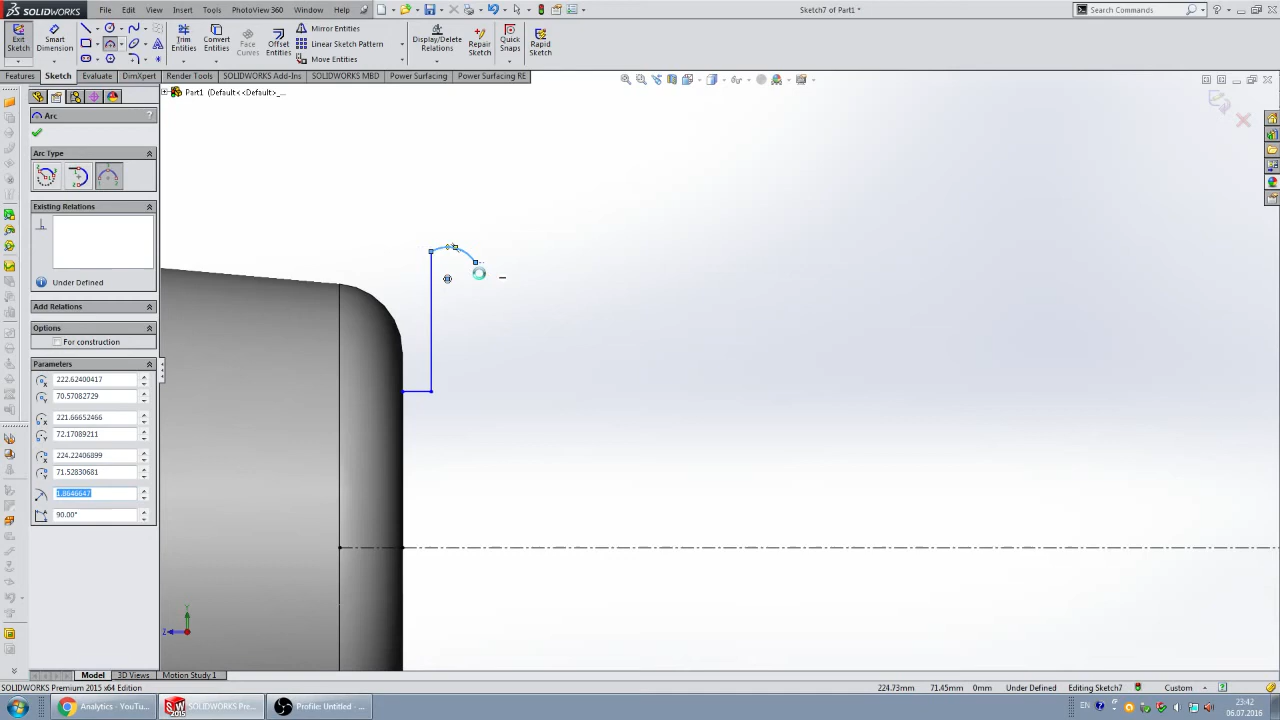 SOLIDWORKS
File Edit View Insert Tools PhotoView 360 Window Help
Sketch7 of Part1 *
Search Commands
Exit Sketch
Smart Dimension
Trim Entities
Convert Entities
Face Curves
Offset Entities
Mirror Entities
Linear Sketch Pattern
Move Entities
Display/Delete Relations
Repair Sketch
Quick Snaps
Rapid Sketch
Features Sketch Evaluate DimXpert Render Tools SOLIDWORKS Add-Ins SOLIDWORKS MBD Power Surfacing Power Surfacing RE
Part1 (Default<<Default>_...
Arc ?
Arc Type
Existing Relations
Under Defined
Add Relations
Options
For construction
Parameters
222.62400417
70.57082729
221.66652466
72.17089211
224.22406899
71.52830681
1.8646647
90.00°
Z Y
Model 3D Views Motion Study 1
SOLIDWORKS Premium 2015 x64 Edition
224.73mm 71.45mm 0mm Under Defined Editing Sketch7 Custom
Analytics - YouTu... SOLIDWORKS Pre... Profile: Untitled - ...
EN 23:42
06.07.2016